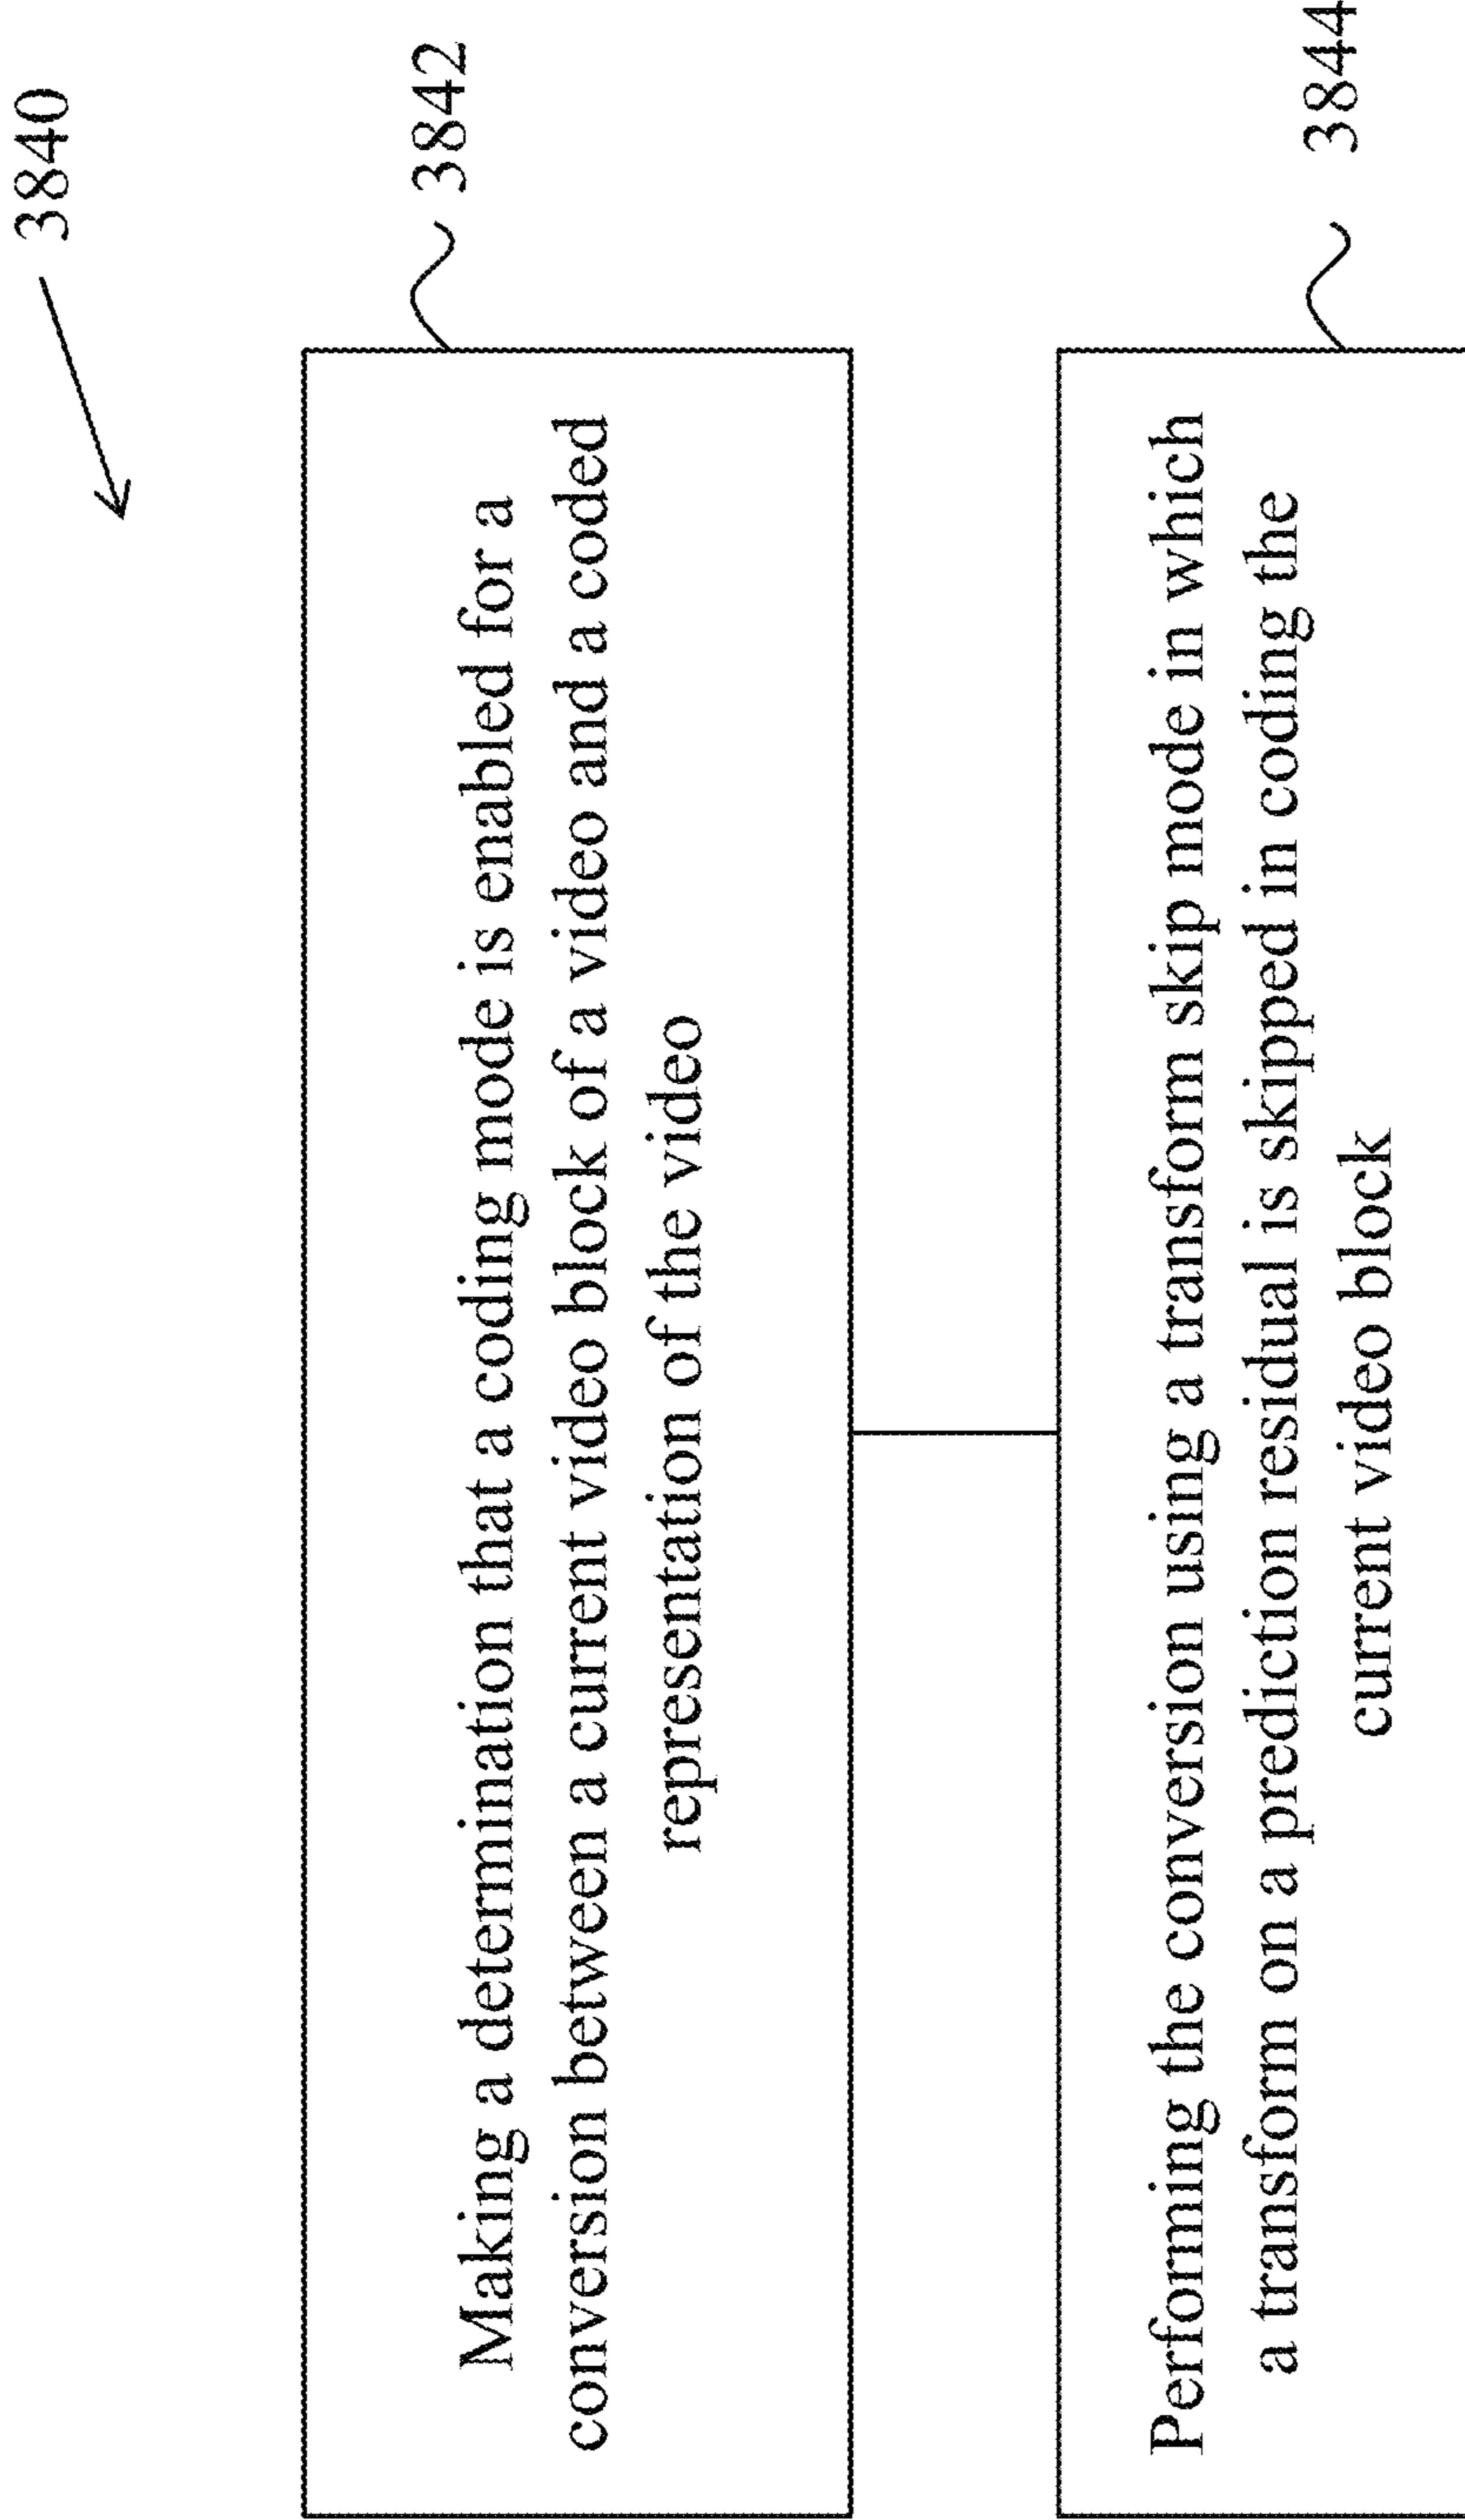 3840
3842
Making a determination that a coding mode is enabled for a
conversion between a current video block of a video and a coded
representation of the video
3844
Performing the conversion using a transform skip mode in which
a transform on a prediction residual is skipped in coding the
current video block